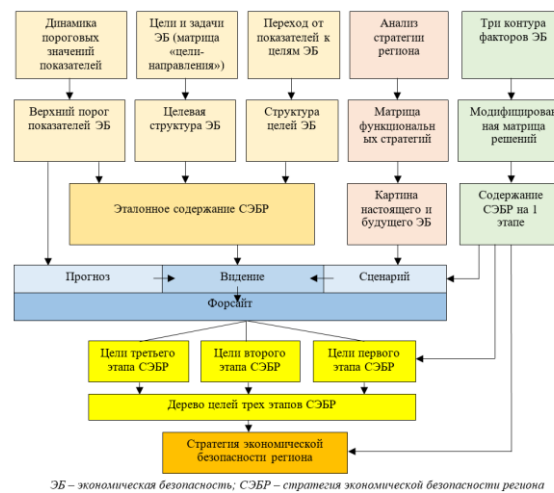 Динамика
пороговых
значений
показателей
Цели и задачи
ЭБ (матрица
«цели-
направления»)
Переход от
показателей к
целям ЭБ
Анализ
стратегии
региона
Три контура
факторов ЭБ
Верхний порог
показателей ЭБ
Целевая
структура ЭБ
Структура
целей ЭБ
Матрица
функциональн
ых стратегий
Модифицирован
ная матрица
решений
Эталонное содержание СЭБР
Картина
настоящего и
будущего ЭБ
Содержание
СЭБР на 1
этапе
Прогноз
Видение
Сценарий
Форсайт
Цели третьего
этапа СЭБР
Цели второго
этапа СЭБР
Цели первого
этапа СЭБР
Дерево целей трех этапов СЭБР
Стратегия экономической
безопасности региона
ЭБ – экономическая безопасность; СЭБР – стратегия экономической безопасности региона